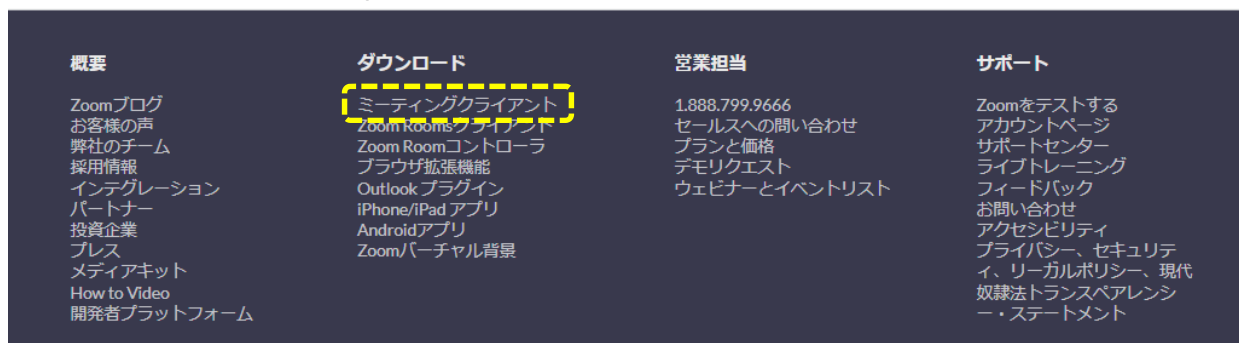 概要
Zoomブログ
お客様の声
弊社のチーム
採用情報
インテグレーション
パートナー
投資企業
プレス
メディアキット
How to Video
開発者プラットフォーム
ダウンロード
ミーティングクライアント
Zoom Roomsクライアント
Zoom Roomコントローラ
ブラウザ拡張機能
Outlook プラグイン
iPhone/iPad アプリ
Androidアプリ
Zoomバーチャル背景
営業担当
1.888.799.9666
セールスへの問い合わせ
プランと価格
デモリクエスト
ウェビナーとイベントリスト
サポート
Zoomをテストする
アカウントページ
サポートセンター
ライブトレーニング
フィードバック
お問い合わせ
アクセシビリティ
プライバシー、セキュリテ
ィ、リーガルポリシー、現代
奴隷法トランスペアレンシ
ー・ステートメント